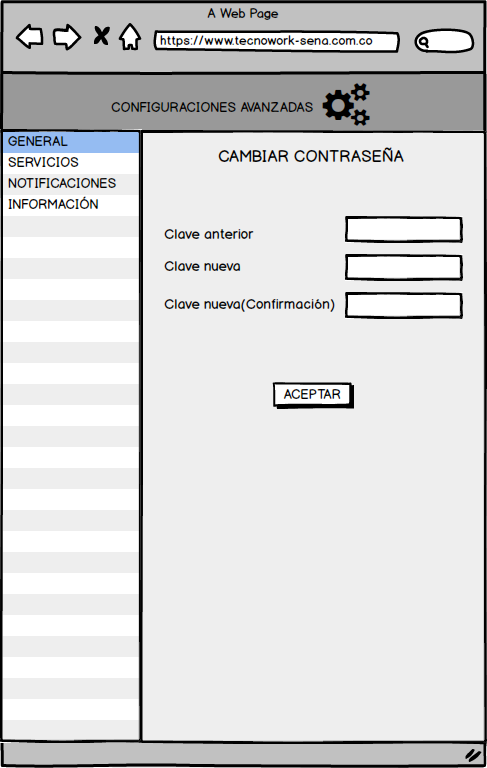 A Web Page
https://www.tecnowork-sena.com.co
CONFIGURACIONES AVANZADAS
GENERAL
SERVICIOS
NOTIFICACIONES
INFORMACIÓN
CAMBIAR CONTRASEÑA
Clave anterior
Clave nueva
Clave nueva(Confirmación)
ACEPTAR